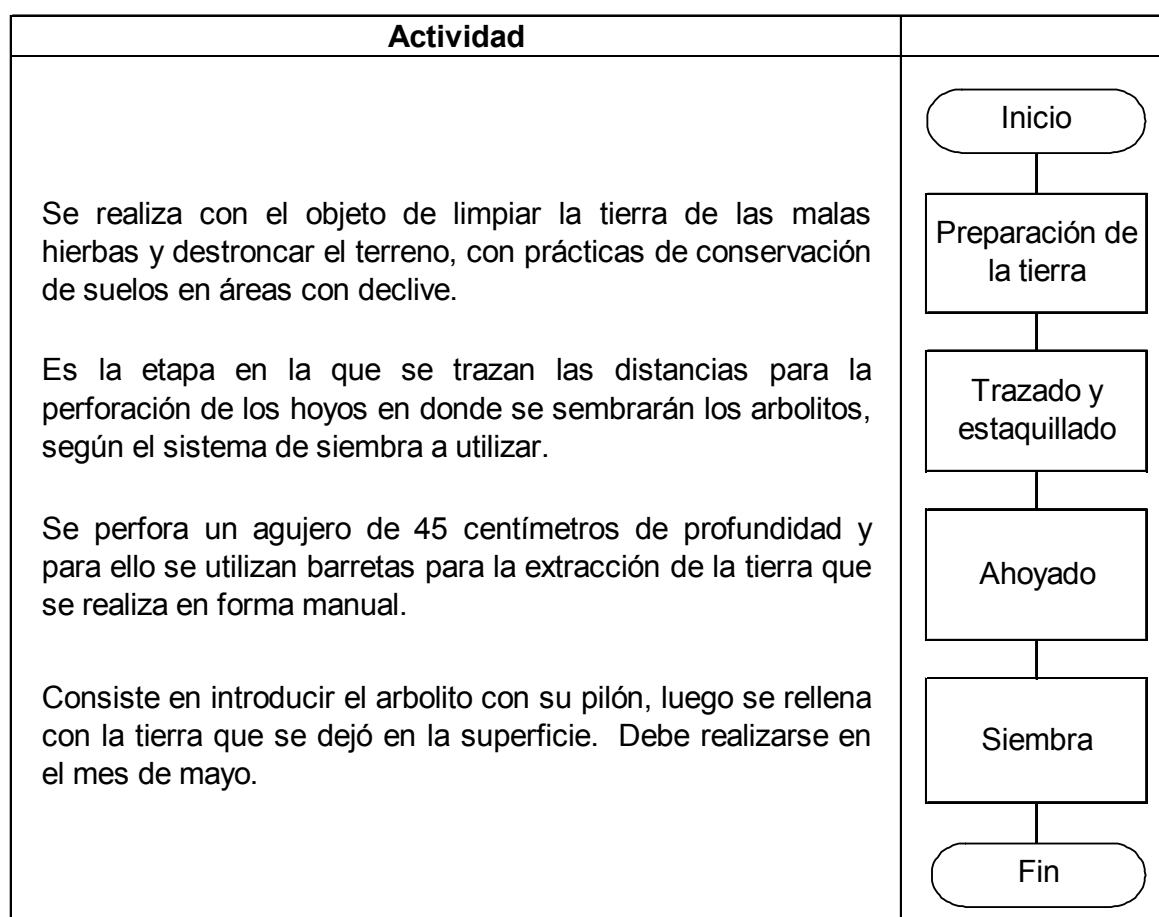 Actividad
Inicio
Se realiza con el objeto de limpiar la tierra de las malas
hierbas y destroncar el terreno, con prácticas de conservación
de suelos en áreas con declive.
Preparación de
la tierra
Es la etapa en la que se trazan las distancias para la
perforación de los hoyos en donde se sembrarán los arbolitos,
según el sistema de siembra a utilizar.
Trazado y
estaquillado
Se perfora un agujero de 45 centímetros de profundidad y
para ello se utilizan barretas para la extracción de la tierra que
se realiza en forma manual.
Ahoyado
Consiste en introducir el arbolito con su pilón, luego se rellena
con la tierra que se dejó en la superficie.  Debe realizarse en
el mes de mayo.
Siembra
Fin